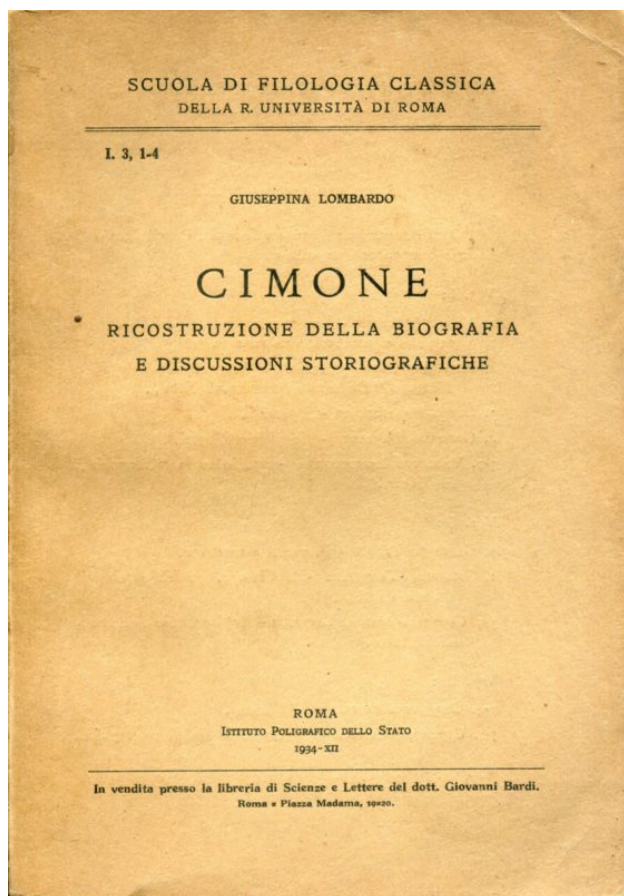 SCUOLA DI FILOLOGIA CLASSICA
DELLA R. UNIVERSITÀ DI ROMA
I. 3, 1-4
GIUSEPPINA LOMBARDO
CIMONE
RICOSTRUZIONE DELLA BIOGRAFIA
E DISCUSSIONI STORIOGRAFICHE
ROMA
ISTITUTO POLIGRAFICO DELLO STATO
1934-XII
In vendita presso la libreria di Scienze e Lettere del dott. Giovanni Bardi.
Roma - Piazza Madama, 19-20.